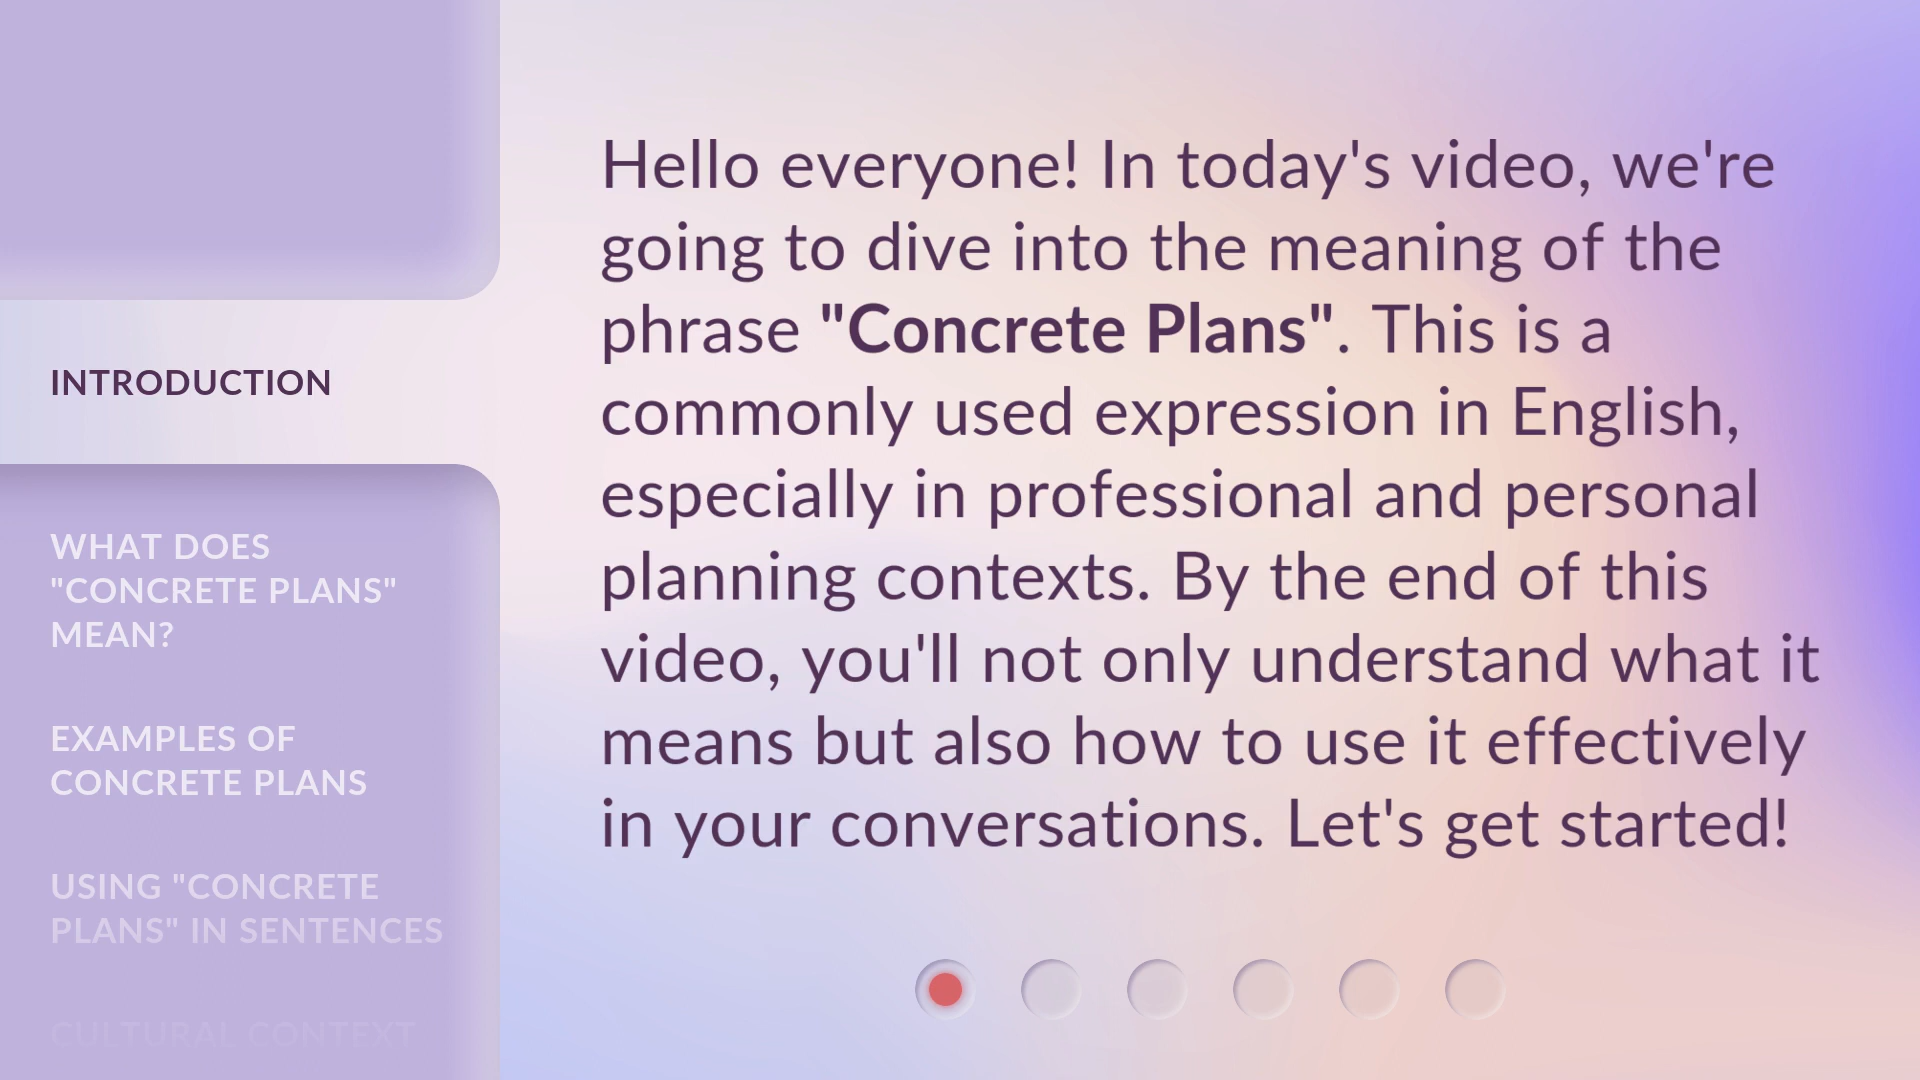 INTRODUCTION
WHAT DOES
"CONCRETE PLANS"
MEAN?
EXAMPLES OF
CONCRETE PLANS
USING "CONCRETE
PLANS" IN SENTENCES
CULTURAL CONTEXT
Hello everyone! In today's video, we're
going to dive into the meaning of the
phrase "Concrete Plans". This is a
commonly used expression in English,
especially in professional and personal
planning contexts. By the end of this
video, you'll not only understand what it
means but also how to use it effectively
in your conversations. Let's get started!